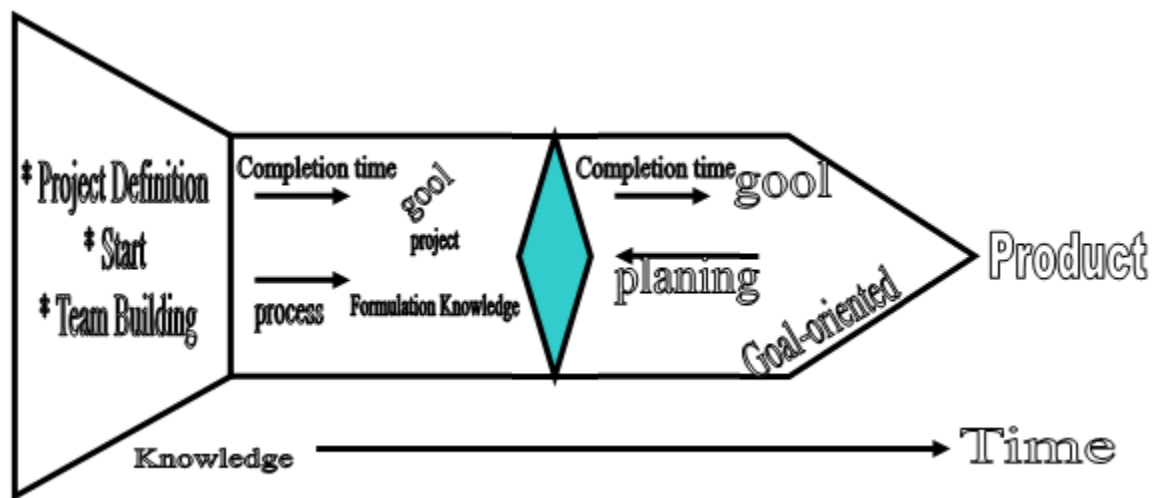 * Project Definition
* Start
* Team Building
Completion time
gool
project
process
Formulation Knowledge
Completion time
gool
planing
Goal-oriented
Product
Knowledge
Time